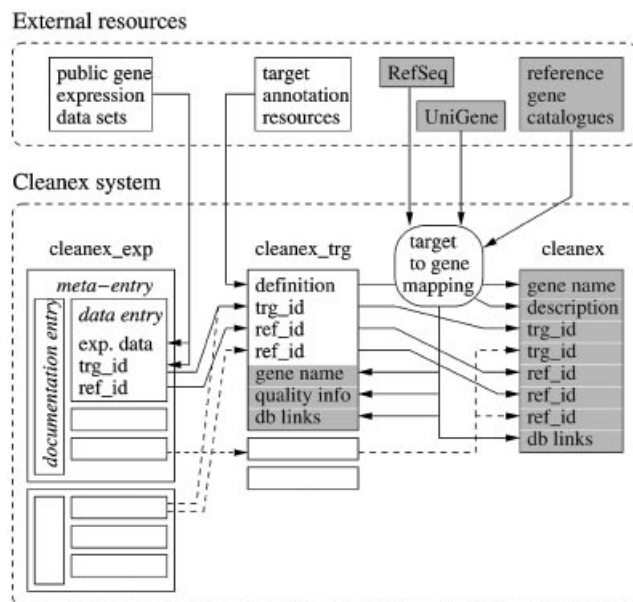 External resources
public gene
expression
data sets
target
annotation
resources
RefSeq
UniGene
reference
gene
catalogues
Cleanex system
cleanex_exp
meta−entry
documentation entry
data entry
exp. data
trg_id
ref_id
cleanex_trg
definition
trg_id
ref_id
ref_id
gene name
quality info
db links
target
to gene
mapping
cleanex
gene name
description
trg_id
trg_id
ref_id
ref_id
ref_id
db links